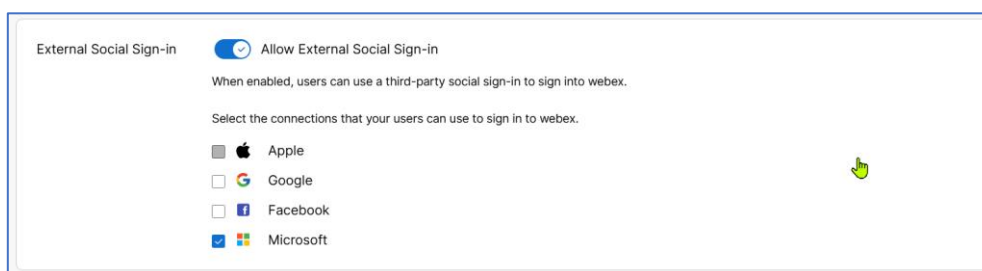 External Social Sign-in Allow External Social Sign-in
When enabled, users can use a third-party social sign-in to sign into webex.
Select the connections that your users can use to sign in to webex.
Apple
Google
Facebook
Microsoft